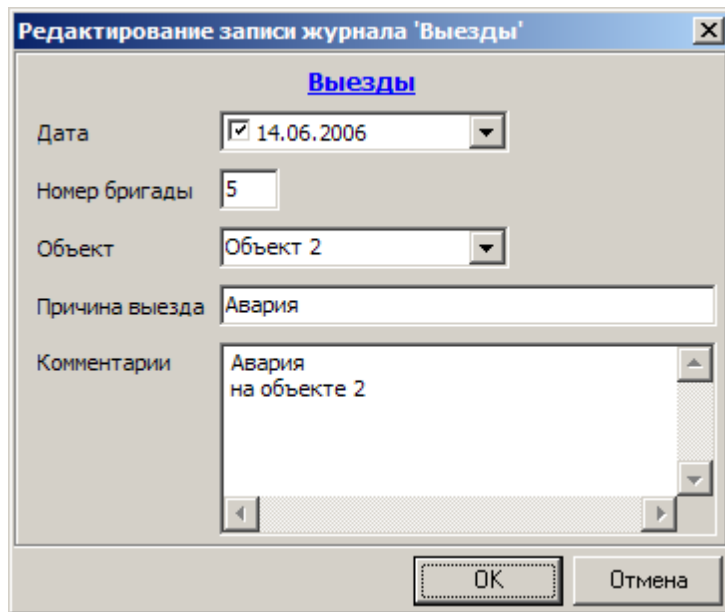 Редактирование записи журнала 'Выезды'
Выезды
Дата 14.06.2006
Номер бригады 5
Объект Объект 2
Причина выезда Авария
Комментарии Авария
на объекте 2
OK Отмена